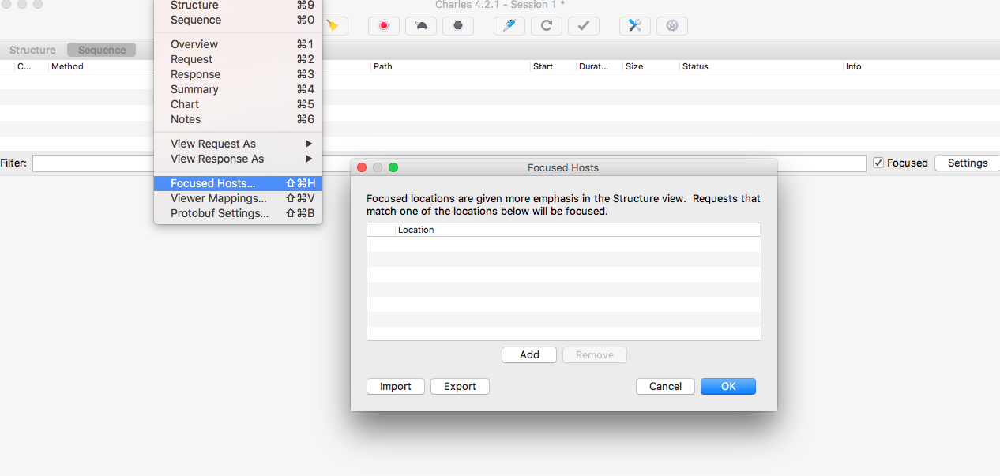 Charles 4.2.1 - Session 1 *
Structure ⌘9
Sequence ⌘0
Overview ⌘1
Request ⌘2
Response ⌘3
Summary ⌘4
Chart ⌘5
Notes ⌘6
View Request As ▶
View Response As ▶
Focused Hosts... ⇧⌘H
Viewer Mappings... ⇧⌘V
Protobuf Settings... ⇧⌘B
Structure Sequence
C... Method Path Start Durat... Size Status Info
Filter: Focused Settings
Focused Hosts
Focused locations are given more emphasis in the Structure view. Requests that
match one of the locations below will be focused.
Location
Add Remove
Import Export Cancel OK